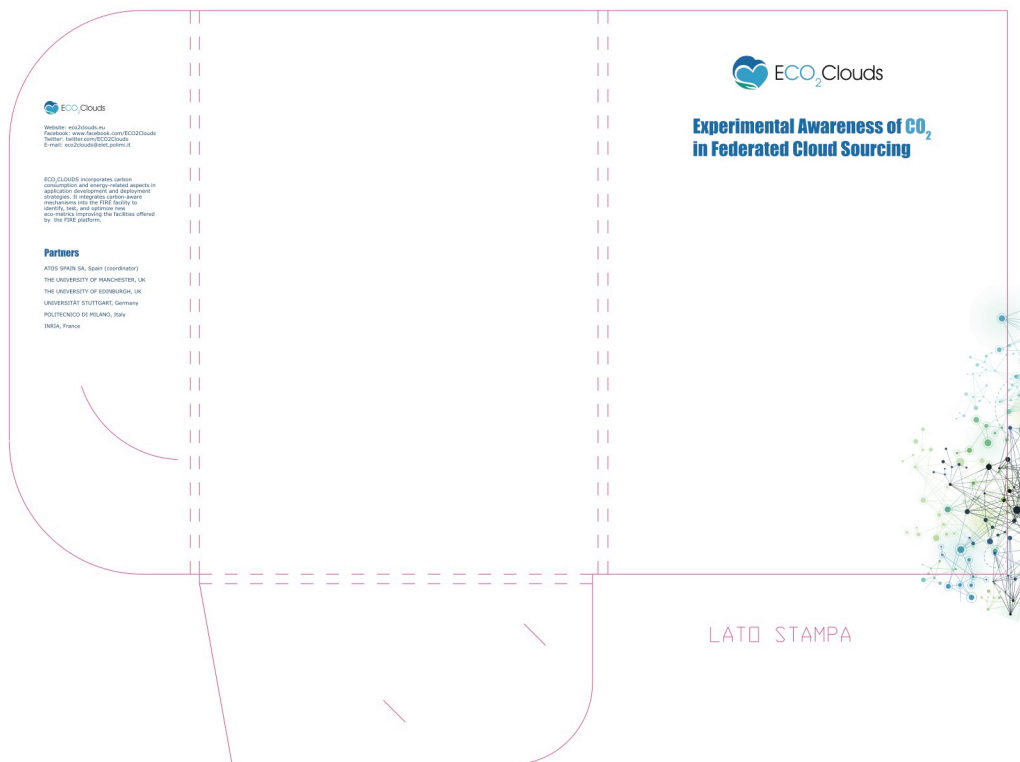 ECO2Clouds
Website: eco2clouds.eu
Facebook: www.facebook.com/ECO2Clouds
Twitter: twitter.com/ECO2Clouds
E-mail: eco2clouds@elet.polimi.it
ECO2CLOUDS incorporates carbon
consumption and energy-related aspects in
application development and deployment
strategies. It integrates carbon-aware
mechanisms into the FIRE facility to
identify, test, and optimize new
eco-metrics improving the facilities offered
by the FIRE platform.
Partners
ATOS SPAIN SA, Spain (coordinator)
THE UNIVERSITY OF MANCHESTER, UK
THE UNIVERSITY OF EDINBURGH, UK
UNIVERSITÄT STUTTGART, Germany
POLITECNICO DI MILANO, Italy
INRIA, France
ECO2Clouds
Experimental Awareness of CO2
in Federated Cloud Sourcing
LATO STAMPA